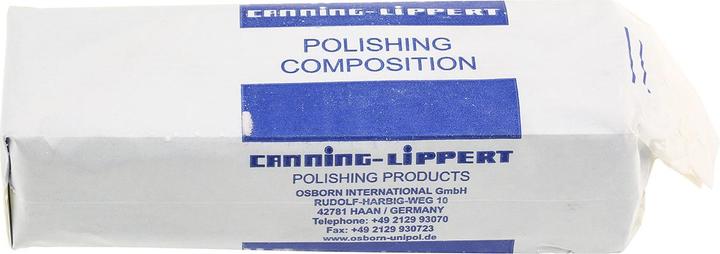 CANNING-LIPPERT
POLISHING
COMPOSITION
CANNING-LIPPERT
POLISHING PRODUCTS
OSBORN INTERNATIONAL GmbH
RUDOLF-HARBIG-WEG 10
42781 HAAN / GERMANY
Telephone: +49 2129 93070
Fax: +49 2129 930723
www.osborn-unipol.de